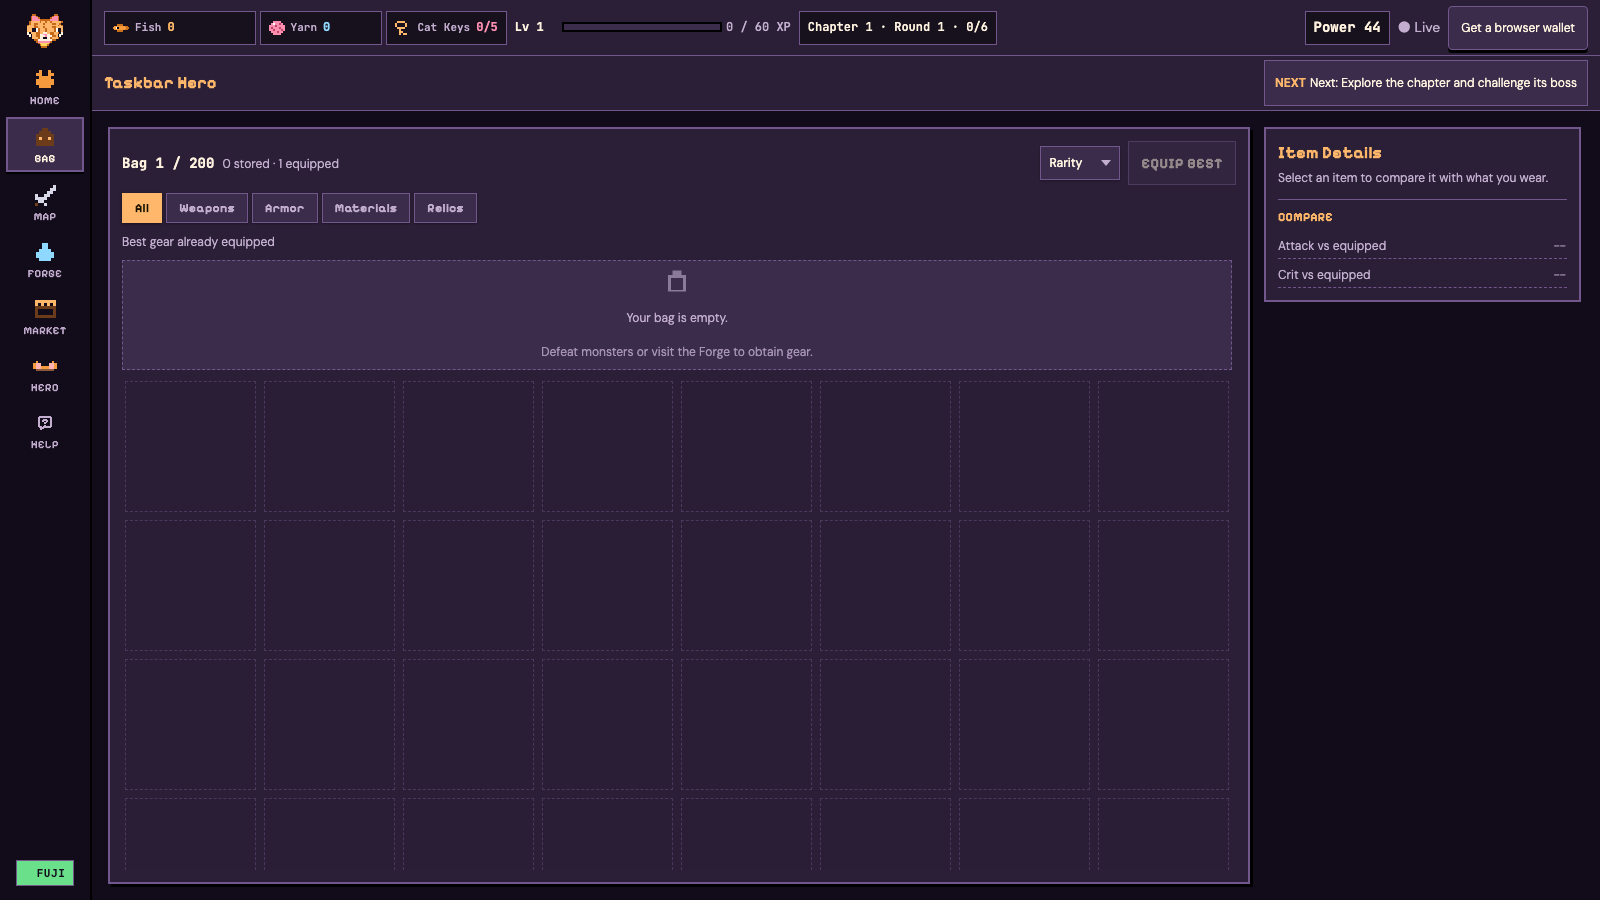 Fish 0
Yarn 0
Cat Keys 0/5
Lv 1
0 / 60 XP
Chapter 1 · Round 1 · 0/6
Power 44
Live
Get a browser wallet
HOME
BAG
MAP
FORGE
MARKET
HERO
HELP
FUJI
Taskbar Hero
NEXT Next: Explore the chapter and challenge its boss
Bag 1 / 200 0 stored · 1 equipped
Rarity
EQUIP BEST
All
Weapons
Armor
Materials
Relics
Best gear already equipped
Your bag is empty.
Defeat monsters or visit the Forge to obtain gear.
Item Details
Select an item to compare it with what you wear.
COMPARE
Attack vs equipped --
Crit vs equipped --